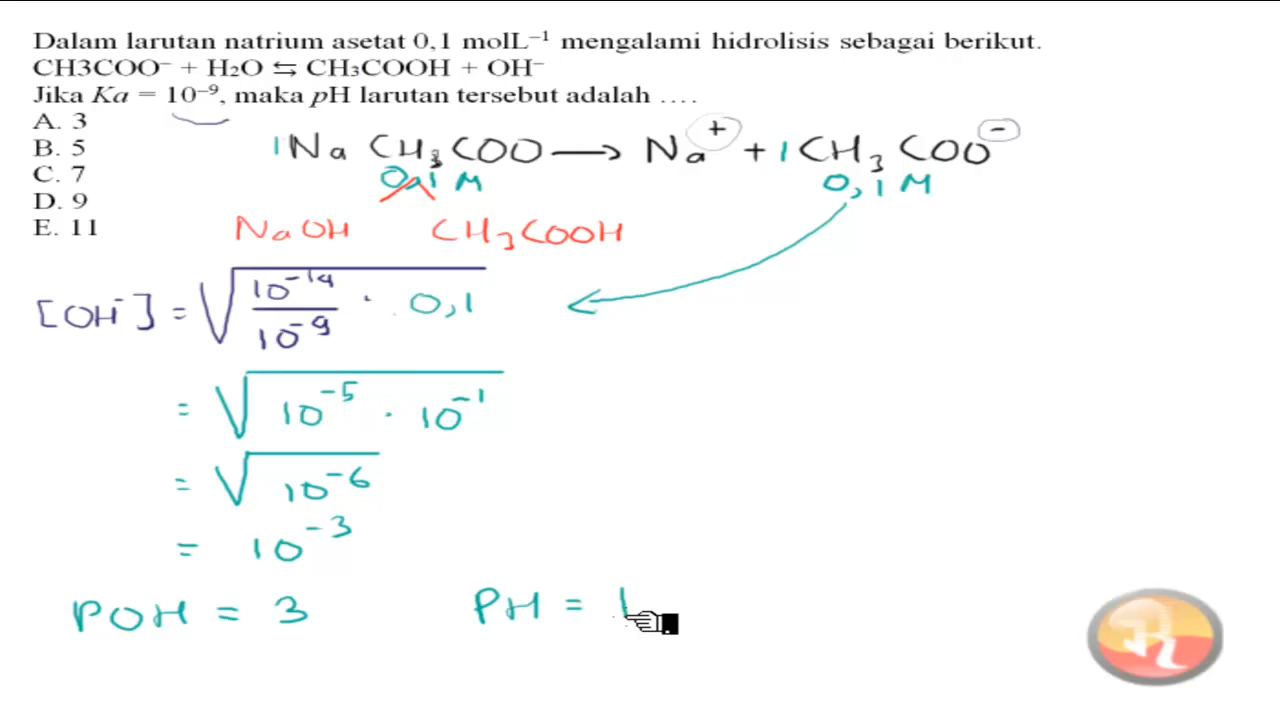 Dalam larutan natrium asetat 0,1 molL⁻¹ mengalami hidrolisis sebagai berikut.
CH3COO⁻ + H₂O ⇆ CH₃COOH + OH⁻
Jika Ka = 10⁻⁹, maka pH larutan tersebut adalah ….
A. 3
B. 5
C. 7
D. 9
E. 11
1Na CH₃COO → Na⁺ + 1CH₃COO⁻
0,1 M 0,1 M
NaOH CH₃COOH
[OH⁻] = √(10⁻¹⁴/10⁻⁹ · 0,1)
= √(10⁻⁵ · 10⁻¹)
= √(10⁻⁶)
= 10⁻³
POH = 3 PH = 1